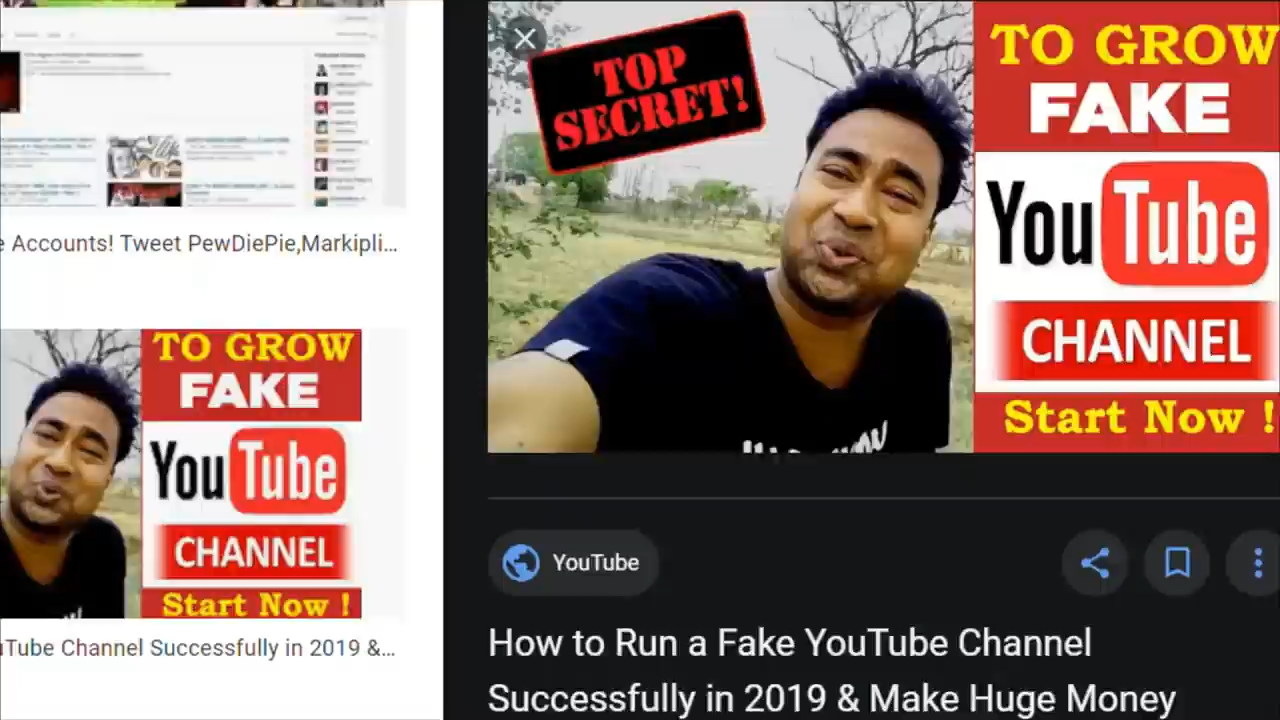 e Accounts! Tweet PewDiePie,Markipli...
TO GROW
FAKE
YouTube
CHANNEL
Start Now !
uTube Channel Successfully in 2019 &...
TOP
SECRET!
TO GROW
FAKE
YouTube
CHANNEL
Start Now !
YouTube
How to Run a Fake YouTube Channel
Successfully in 2019 & Make Huge Money